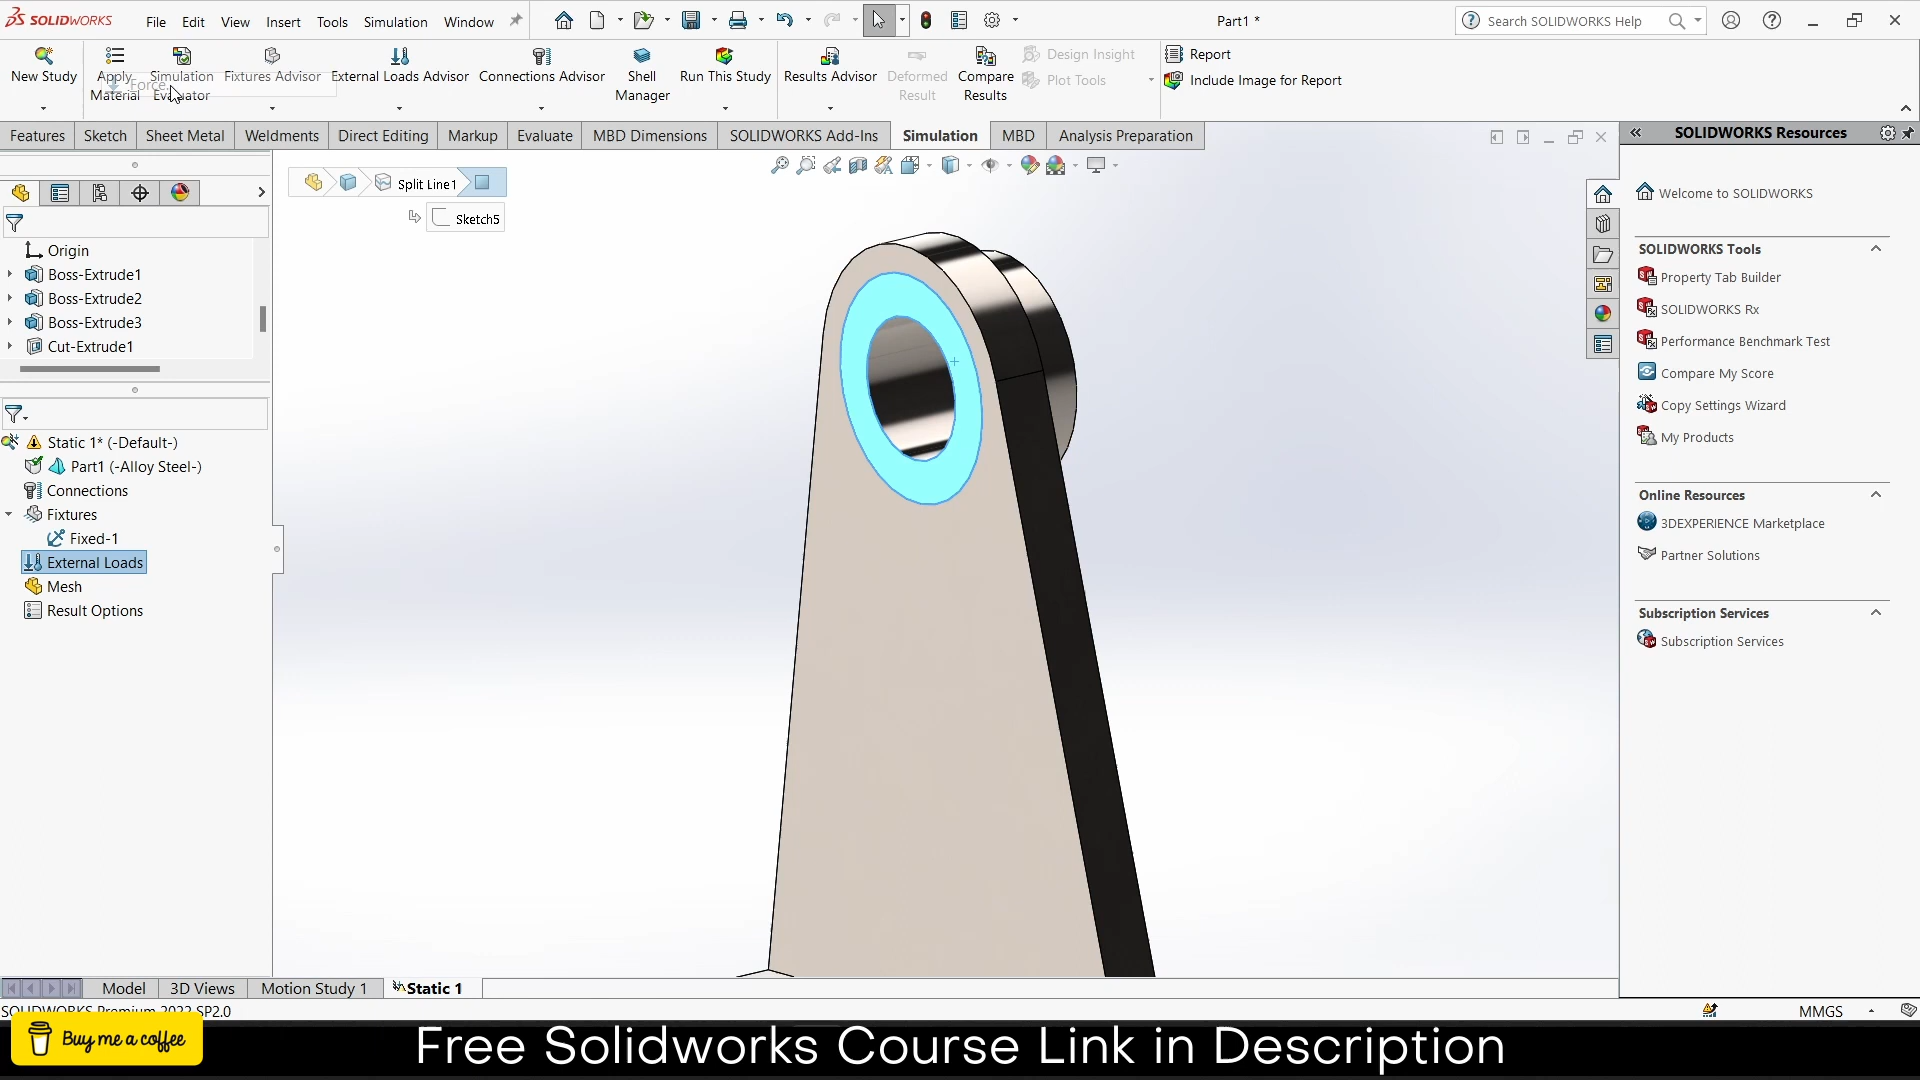 SOLIDWORKS File Edit View Insert Tools Simulation Window Part1 * Search SOLIDWORKS Help
New Study Apply Material Simulation Evaluator Fixtures Advisor External Loads Advisor Connections Advisor Shell Manager Run This Study Results Advisor Deformed Result Compare Results Design Insight Plot Tools Report Include Image for Report
Force...
Features Sketch Sheet Metal Weldments Direct Editing Markup Evaluate MBD Dimensions SOLIDWORKS Add-Ins Simulation MBD Analysis Preparation
Split Line1
Sketch5
Origin
Boss-Extrude1
Boss-Extrude2
Boss-Extrude3
Cut-Extrude1
Static 1* (-Default-)
Part1 (-Alloy Steel-)
Connections
Fixtures
Fixed-1
External Loads
Mesh
Result Options
SOLIDWORKS Resources
Welcome to SOLIDWORKS
SOLIDWORKS Tools
Property Tab Builder
SOLIDWORKS Rx
Performance Benchmark Test
Compare My Score
Copy Settings Wizard
My Products
Online Resources
3DEXPERIENCE Marketplace
Partner Solutions
Subscription Services
Subscription Services
Model 3D Views Motion Study 1 Static 1
SOLIDWORKS Premium 2022 SP2.0 MMGS
Buy me a coffee
Free Solidworks Course Link in Description